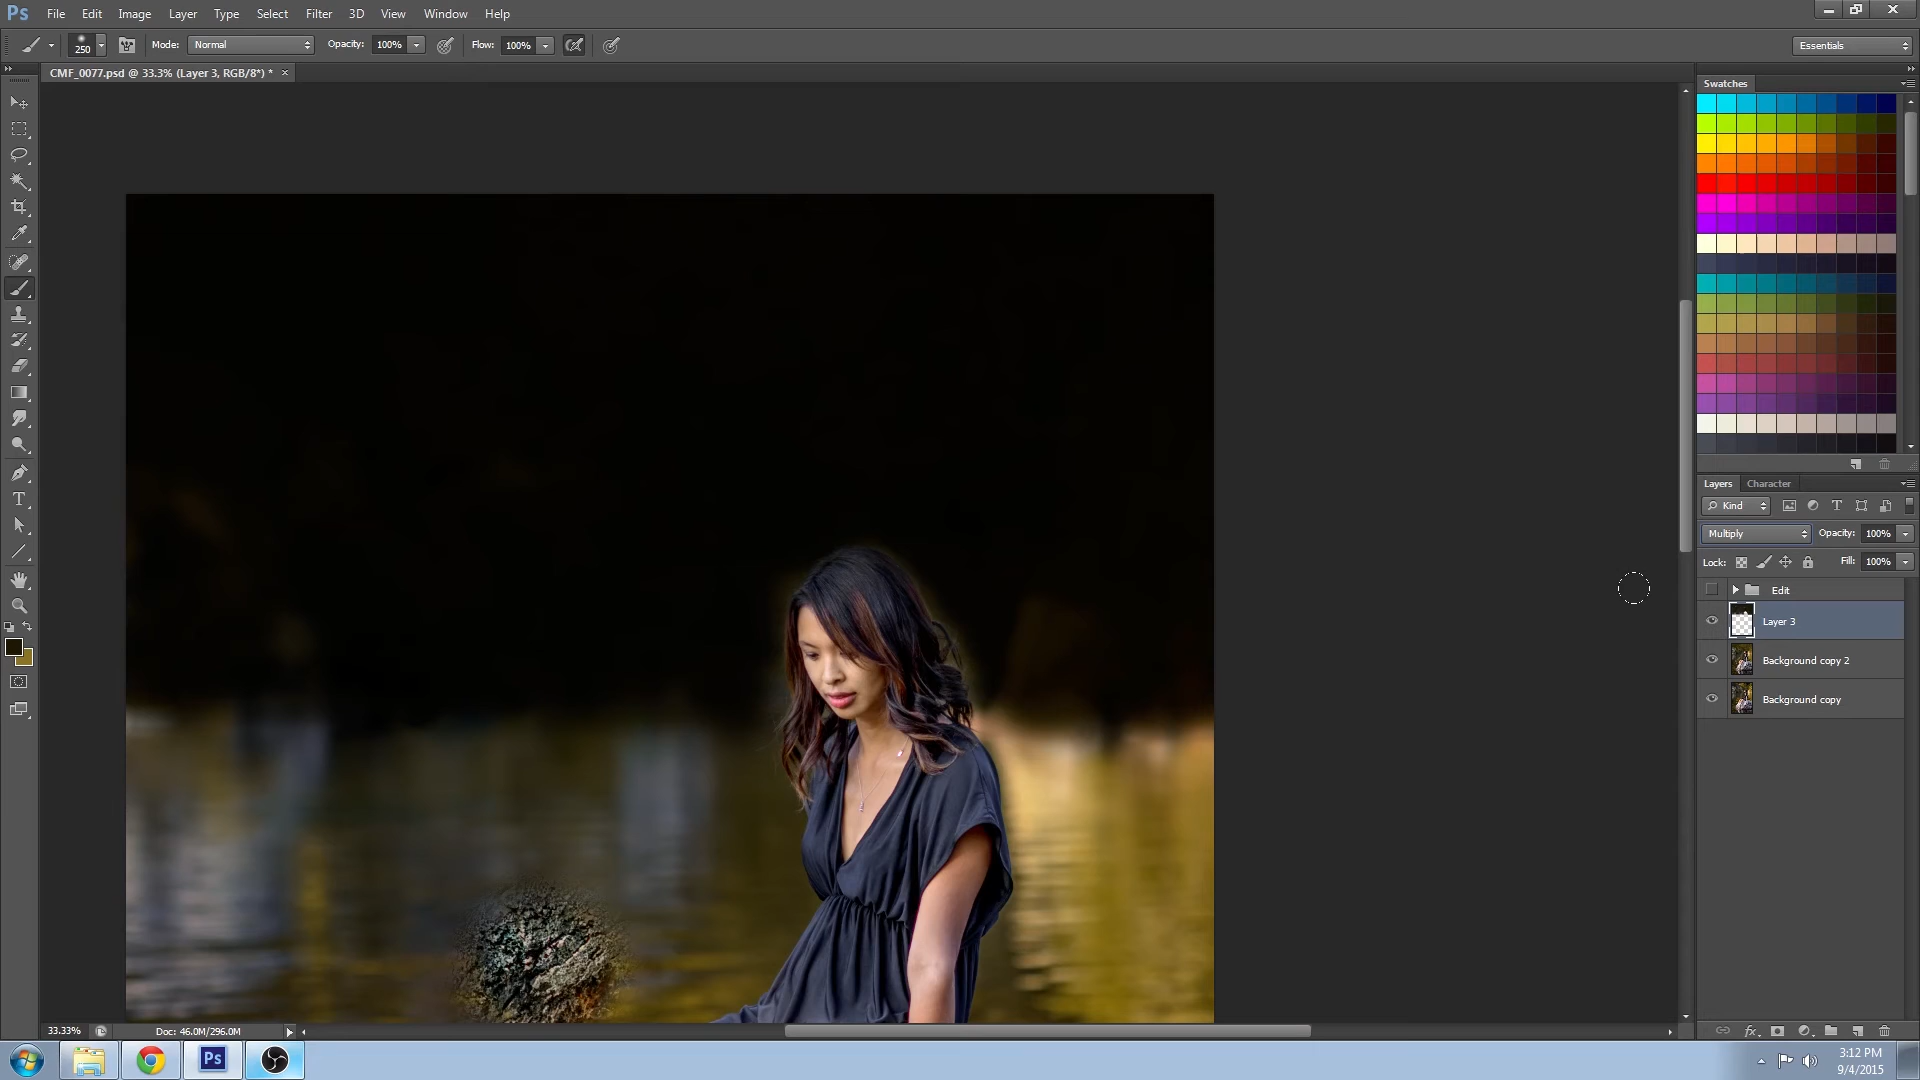 Ps File Edit Image Layer Type Select Filter 3D View Window Help
250 Mode: Normal Opacity: 100% Flow: 100% Essentials
CMF_0077.psd @ 33.3% (Layer 3, RGB/8*) * ×
Swatches
Layers Character
Kind
Multiply Opacity: 100%
Lock: Fill: 100%
Edit
Layer 3
Background copy 2
Background copy
33.33% Doc: 46.0M/296.0M
Ps
3:12 PM
9/4/2015